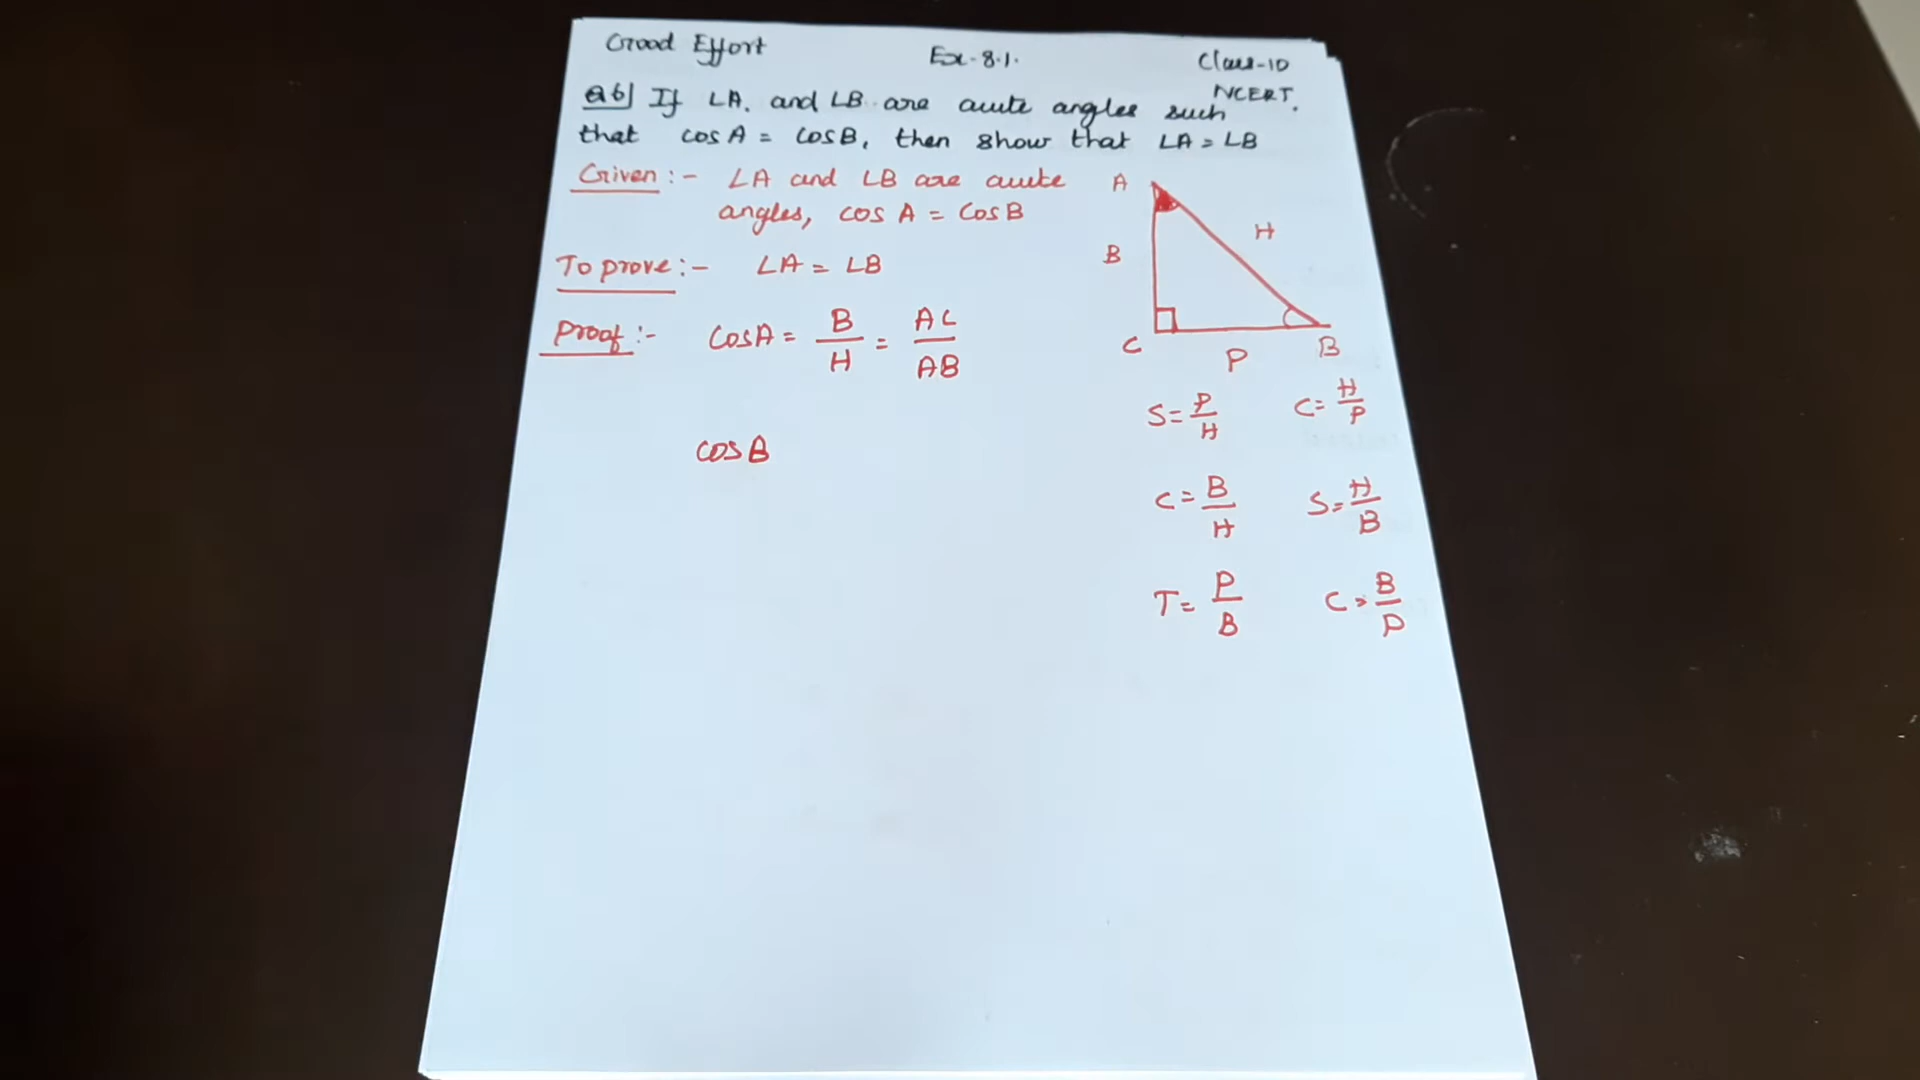 Good Effort Ex-8.1. Class-10
NCERT.
Q6) If ∠A. and ∠B are acute angles such
that cos A = cos B, then show that ∠A = ∠B
Given :- ∠A and ∠B are acute
angles, cos A = Cos B
To prove :- ∠A = ∠B
Proof :- Cos A = B/H = AC/AB
cos B
A
H
B
C P B
S = P/H C = H/P
C = B/H S = H/B
T = P/B C = B/P